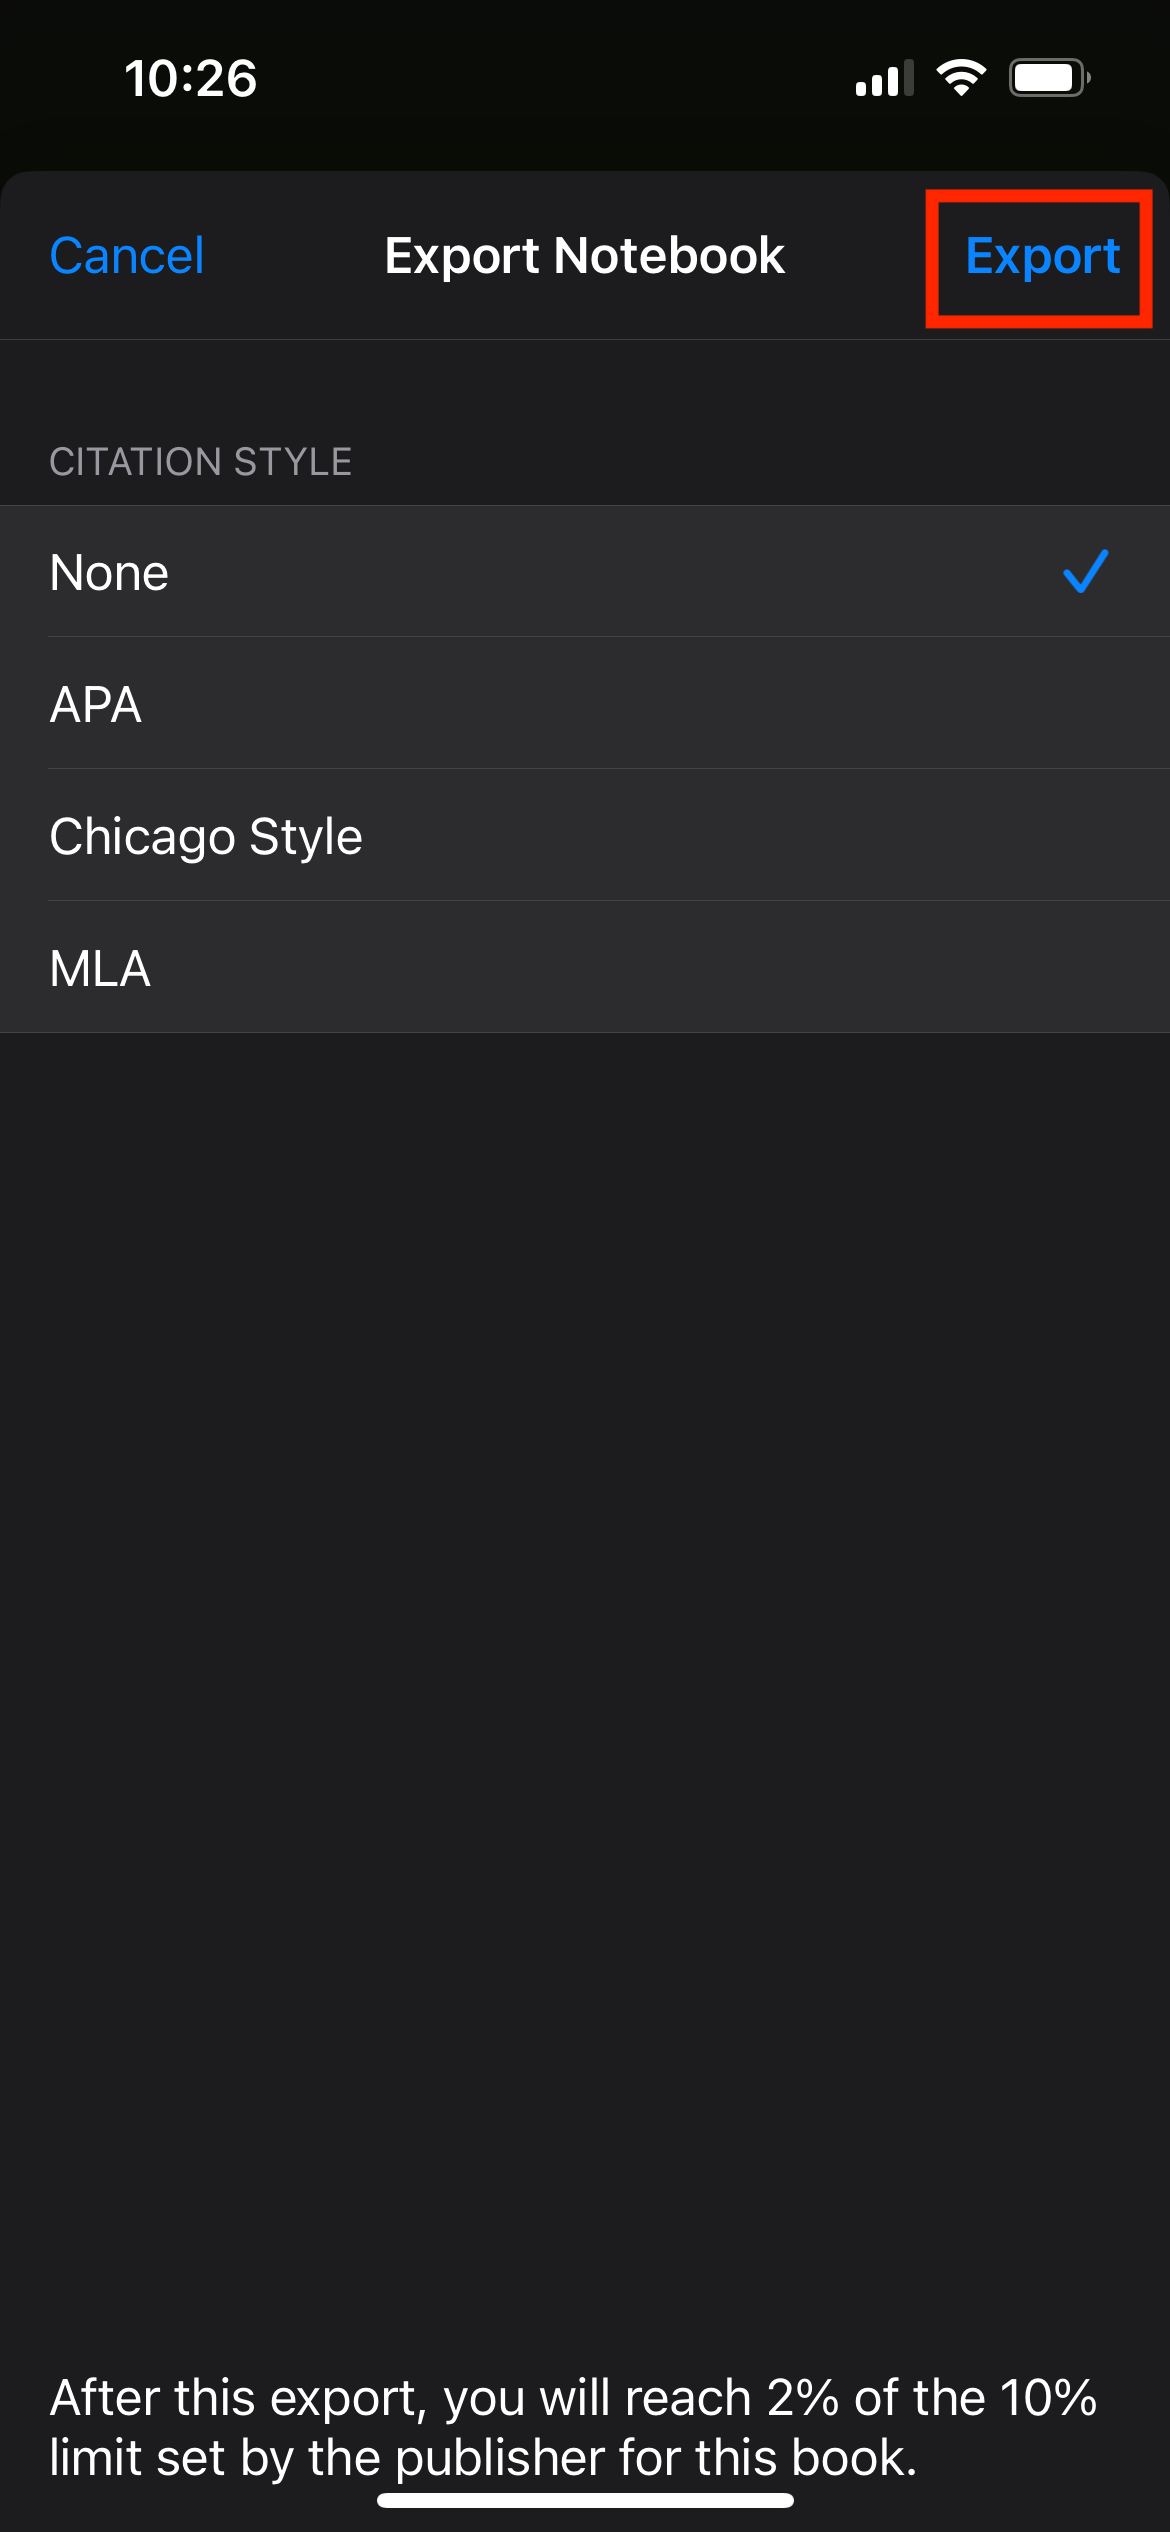 10:26
Cancel Export Notebook Export
CITATION STYLE
None
APA
Chicago Style
MLA
After this export, you will reach 2% of the 10%
limit set by the publisher for this book.